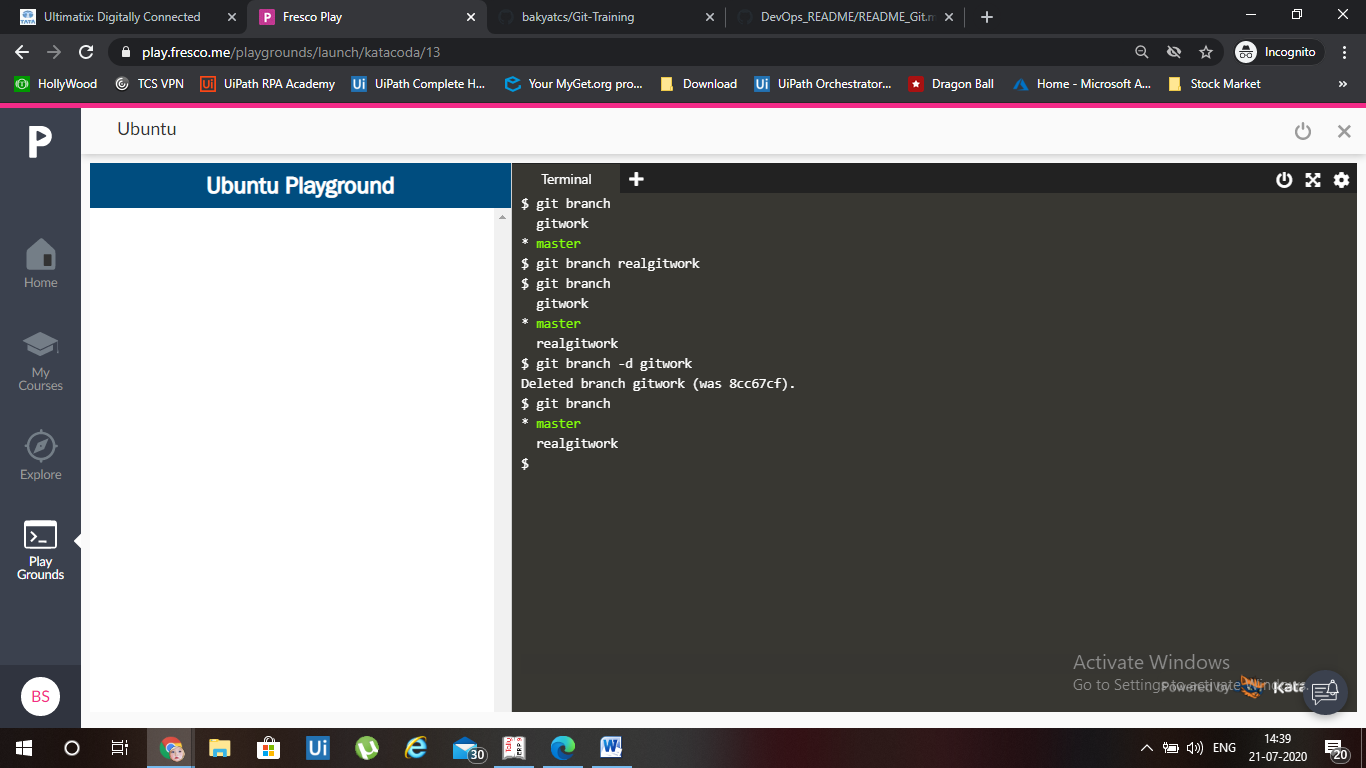 Ultimatix: Digitally Connected
Fresco Play
bakyatcs/Git-Training
DevOps_README/README_Git.m
play.fresco.me/playgrounds/launch/katacoda/13
Incognito
HollyWood
TCS VPN
UiPath RPA Academy
UiPath Complete H...
Your MyGet.org pro...
Download
UiPath Orchestrator...
Dragon Ball
Home - Microsoft A...
Stock Market
»
Ubuntu
Ubuntu Playground
Home
My
Courses
Explore
Play
Grounds
BS
Terminal
$ git branch
gitwork
* master
$ git branch realgitwork
$ git branch
gitwork
* master
realgitwork
$ git branch -d gitwork
Deleted branch gitwork (was 8cc67cf).
$ git branch
* master
realgitwork
$
Activate Windows
Go to Settings to activate Windows.
Powered by
Kata
30
ENG
14:39
21-07-2020
20